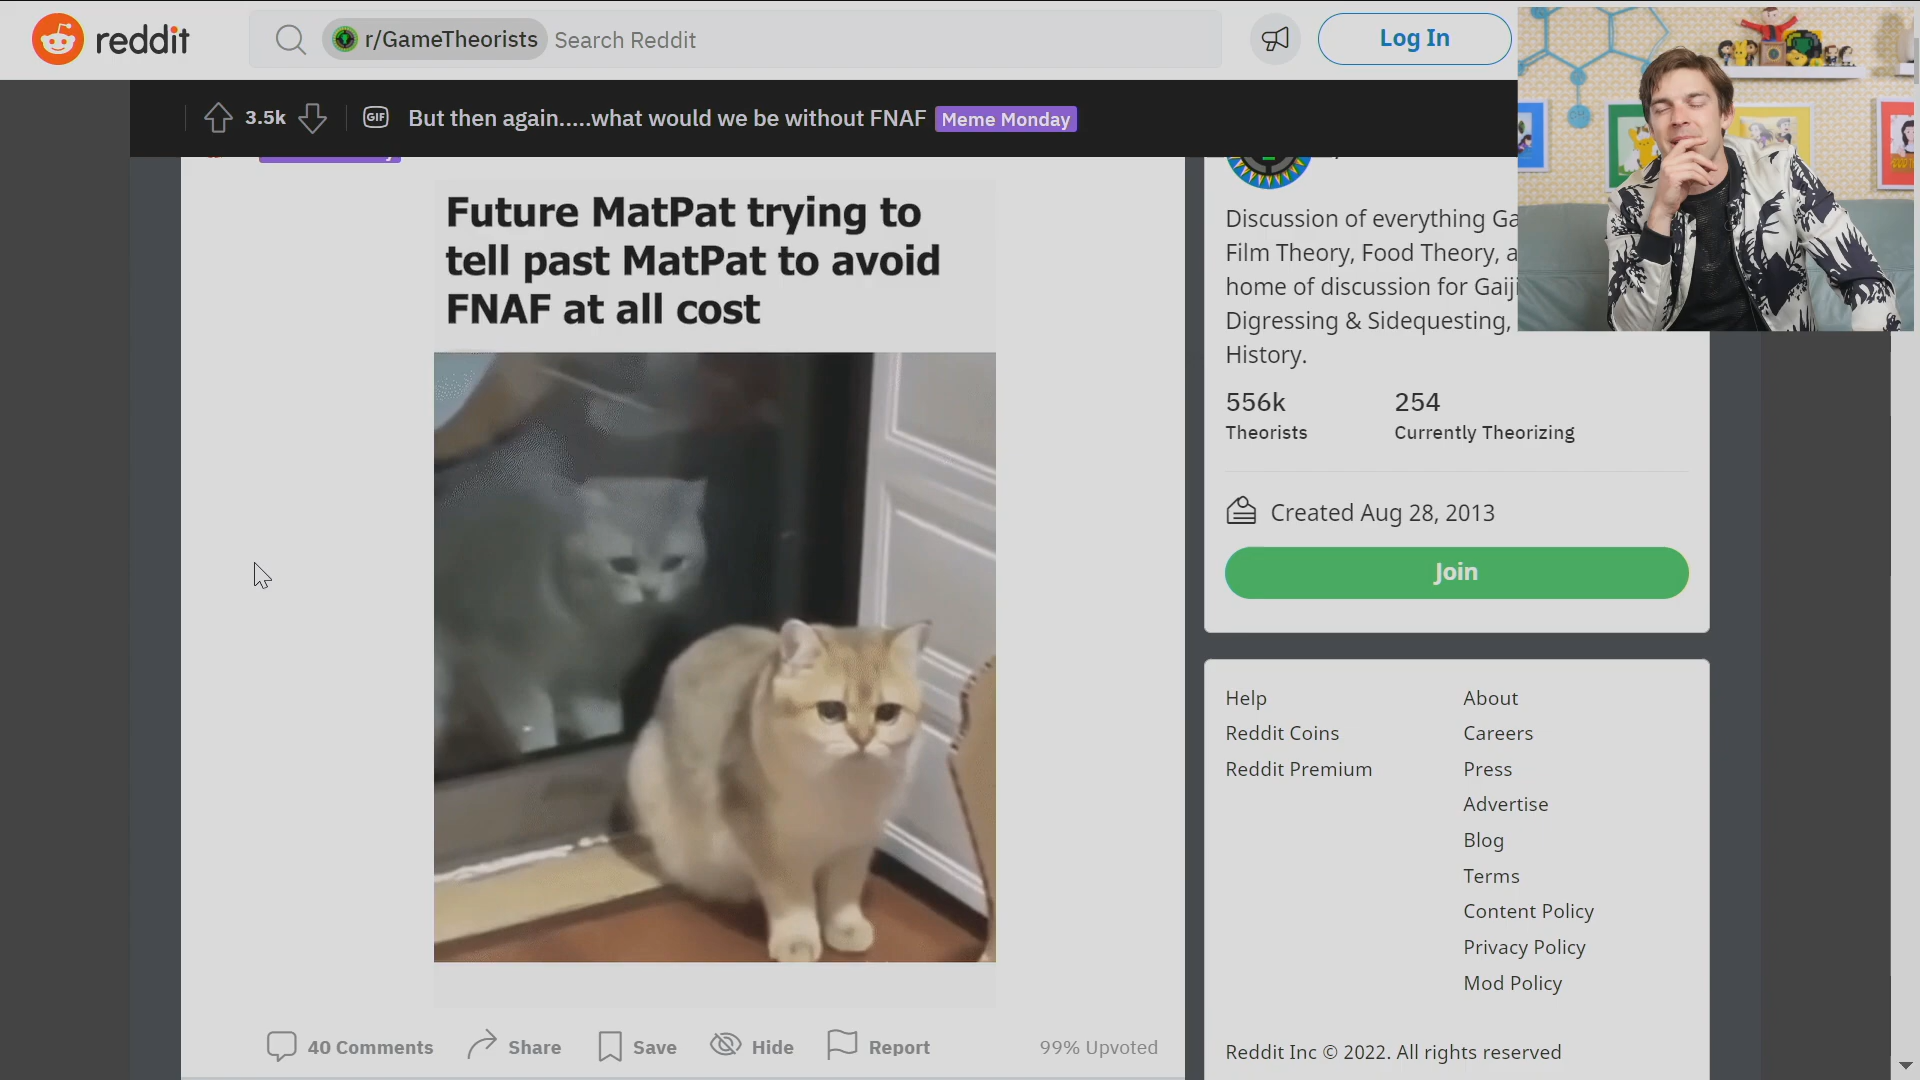 reddit
r/GameTheorists
Search Reddit
Log In
3.5k
GIF
But then again.....what would we be without FNAF
Meme Monday
Future MatPat trying to
tell past MatPat to avoid
FNAF at all cost
Discussion of everything Ga
Film Theory, Food Theory, a
home of discussion for Gaiji
Digressing & Sidequesting,
History.
556k
Theorists
254
Currently Theorizing
Created Aug 28, 2013
Join
Help
Reddit Coins
Reddit Premium
About
Careers
Press
Advertise
Blog
Terms
Content Policy
Privacy Policy
Mod Policy
Reddit Inc © 2022. All rights reserved
40 Comments
Share
Save
Hide
Report
99% Upvoted